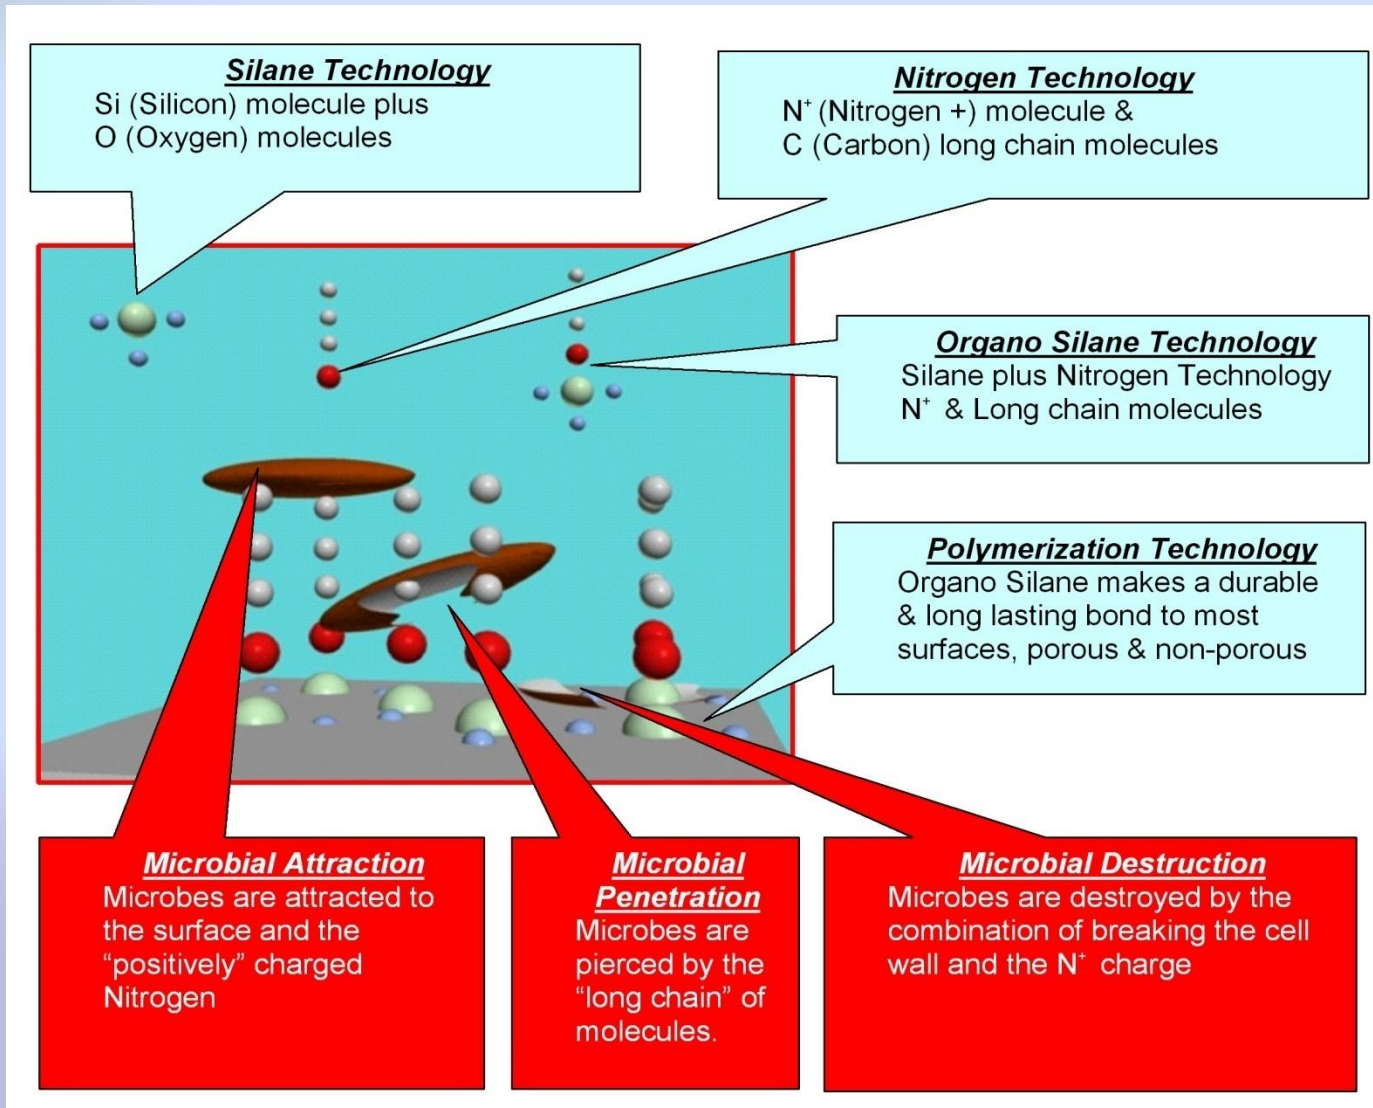 Silane Technology
Si (Silicon) molecule plus
O (Oxygen) molecules
Nitrogen Technology
N⁺ (Nitrogen +) molecule &
C (Carbon) long chain molecules
Organo Silane Technology
Silane plus Nitrogen Technology
N⁺ & Long chain molecules
Polymerization Technology
Organo Silane makes a durable
& long lasting bond to most
surfaces, porous & non-porous
Microbial Attraction
Microbes are attracted to
the surface and the
“positively” charged
Nitrogen
Microbial
Penetration
Microbes are
pierced by the
“long chain” of
molecules.
Microbial Destruction
Microbes are destroyed by the
combination of breaking the cell
wall and the N⁺ charge